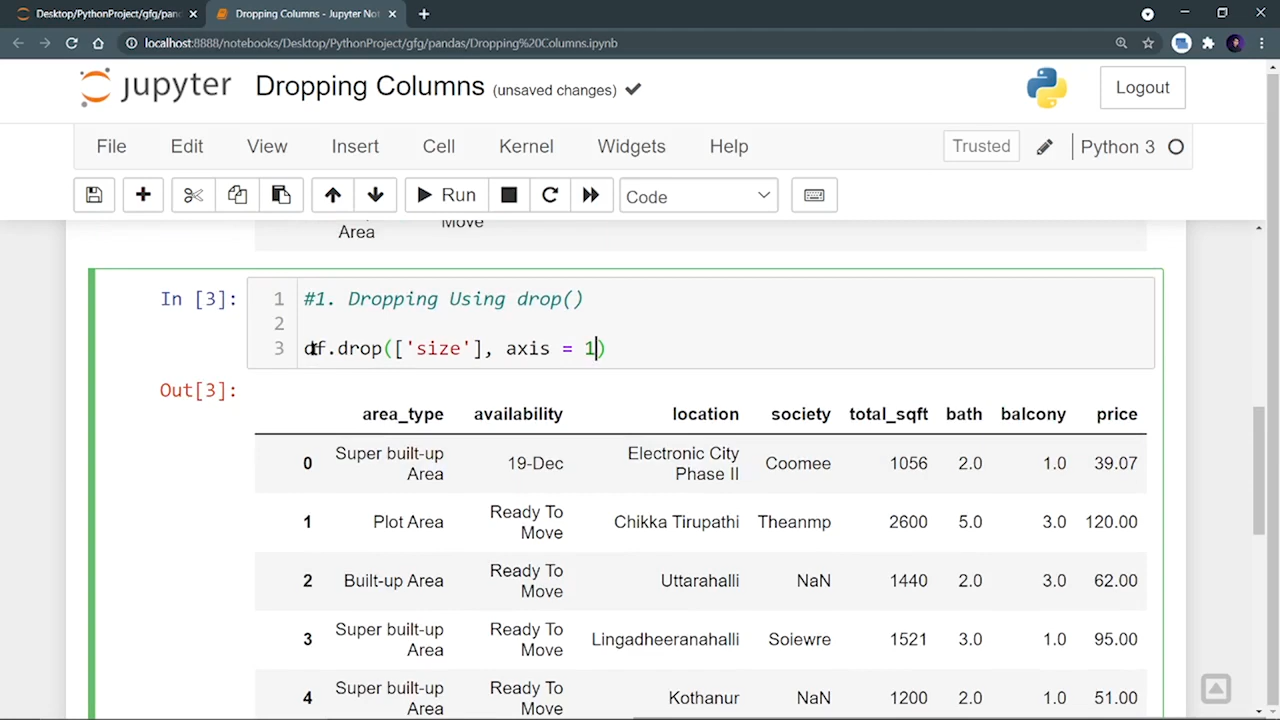 Desktop/PythonProject/gfg/pand
Dropping Columns - Jupyter Not
localhost:8888/notebooks/Desktop/PythonProject/gfg/pandas/Dropping%20Columns.ipynb
jupyter Dropping Columns (unsaved changes) Logout
File Edit View Insert Cell Kernel Widgets Help Trusted Python 3
Run Code
Area Move
In [3]: 1 #1. Dropping Using drop()
2
3 df.drop(['size'], axis = 1)
Out[3]:
area_type availability location society total_sqft bath balcony price
0 Super built-up Area 19-Dec Electronic City Phase II Coomee 1056 2.0 1.0 39.07
1 Plot Area Ready To Move Chikka Tirupathi Theanmp 2600 5.0 3.0 120.00
2 Built-up Area Ready To Move Uttarahalli NaN 1440 2.0 3.0 62.00
3 Super built-up Area Ready To Move Lingadheeranahalli Soiewre 1521 3.0 1.0 95.00
4 Super built-up Area Ready To Move Kothanur NaN 1200 2.0 1.0 51.00